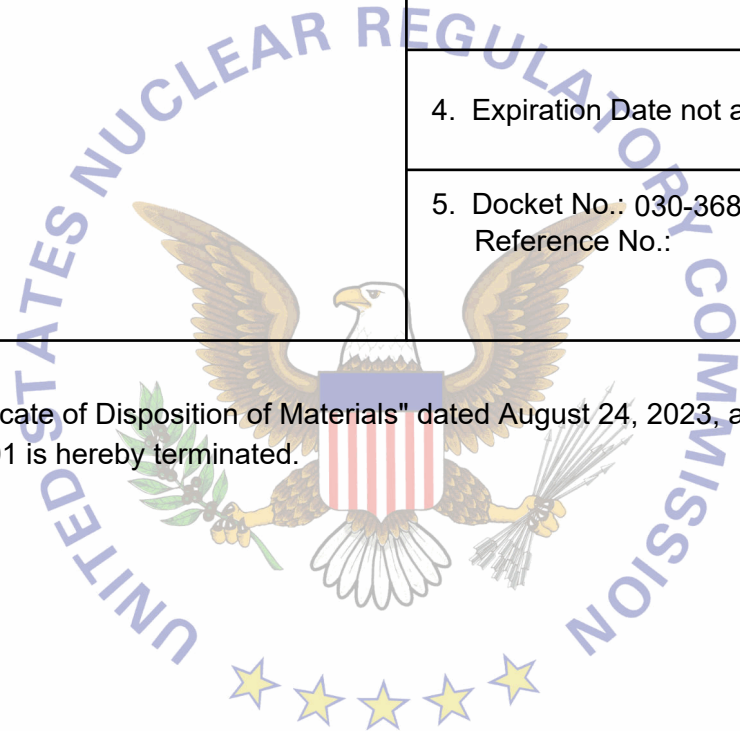 4. Expiration Date not a
5. Docket No.: 030-368
Reference No.:
cate of Disposition of Materials" dated August 24, 2023, a
1 is hereby terminated.
UNITED STATES NUCLEAR REGULATORY COMMISSION